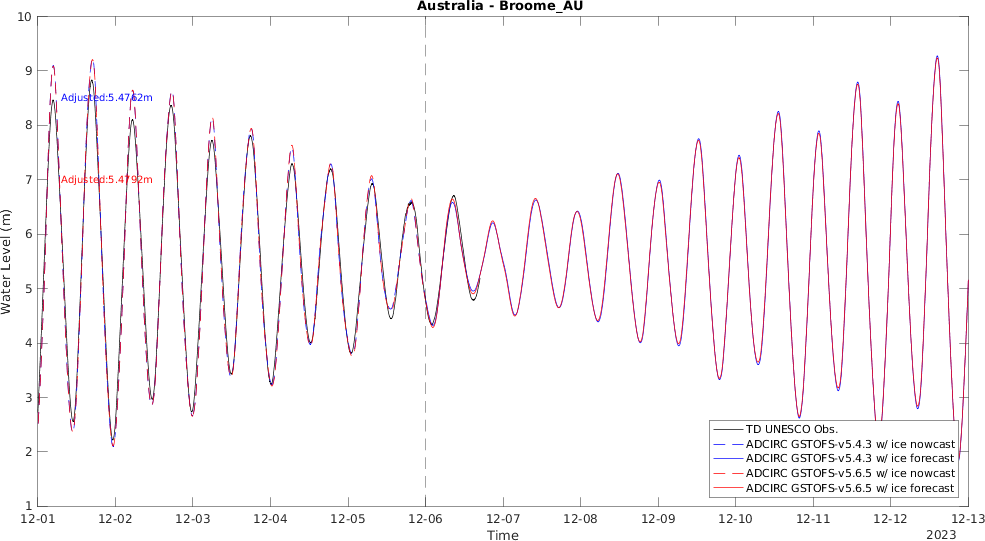 Australia - Broome_AU
10
9
8
7
6
5
4
3
2
1
Water Level (m)
Adjusted:5.4762m
Adjusted:5.4792m
TD UNESCO Obs.
ADCIRC GSTOFS-v5.4.3 w/ ice nowcast
ADCIRC GSTOFS-v5.4.3 w/ ice forecast
ADCIRC GSTOFS-v5.6.5 w/ ice nowcast
ADCIRC GSTOFS-v5.6.5 w/ ice forecast
12-01 12-02 12-03 12-04 12-05 12-06 12-07 12-08 12-09 12-10 12-11 12-12 12-13
Time
2023